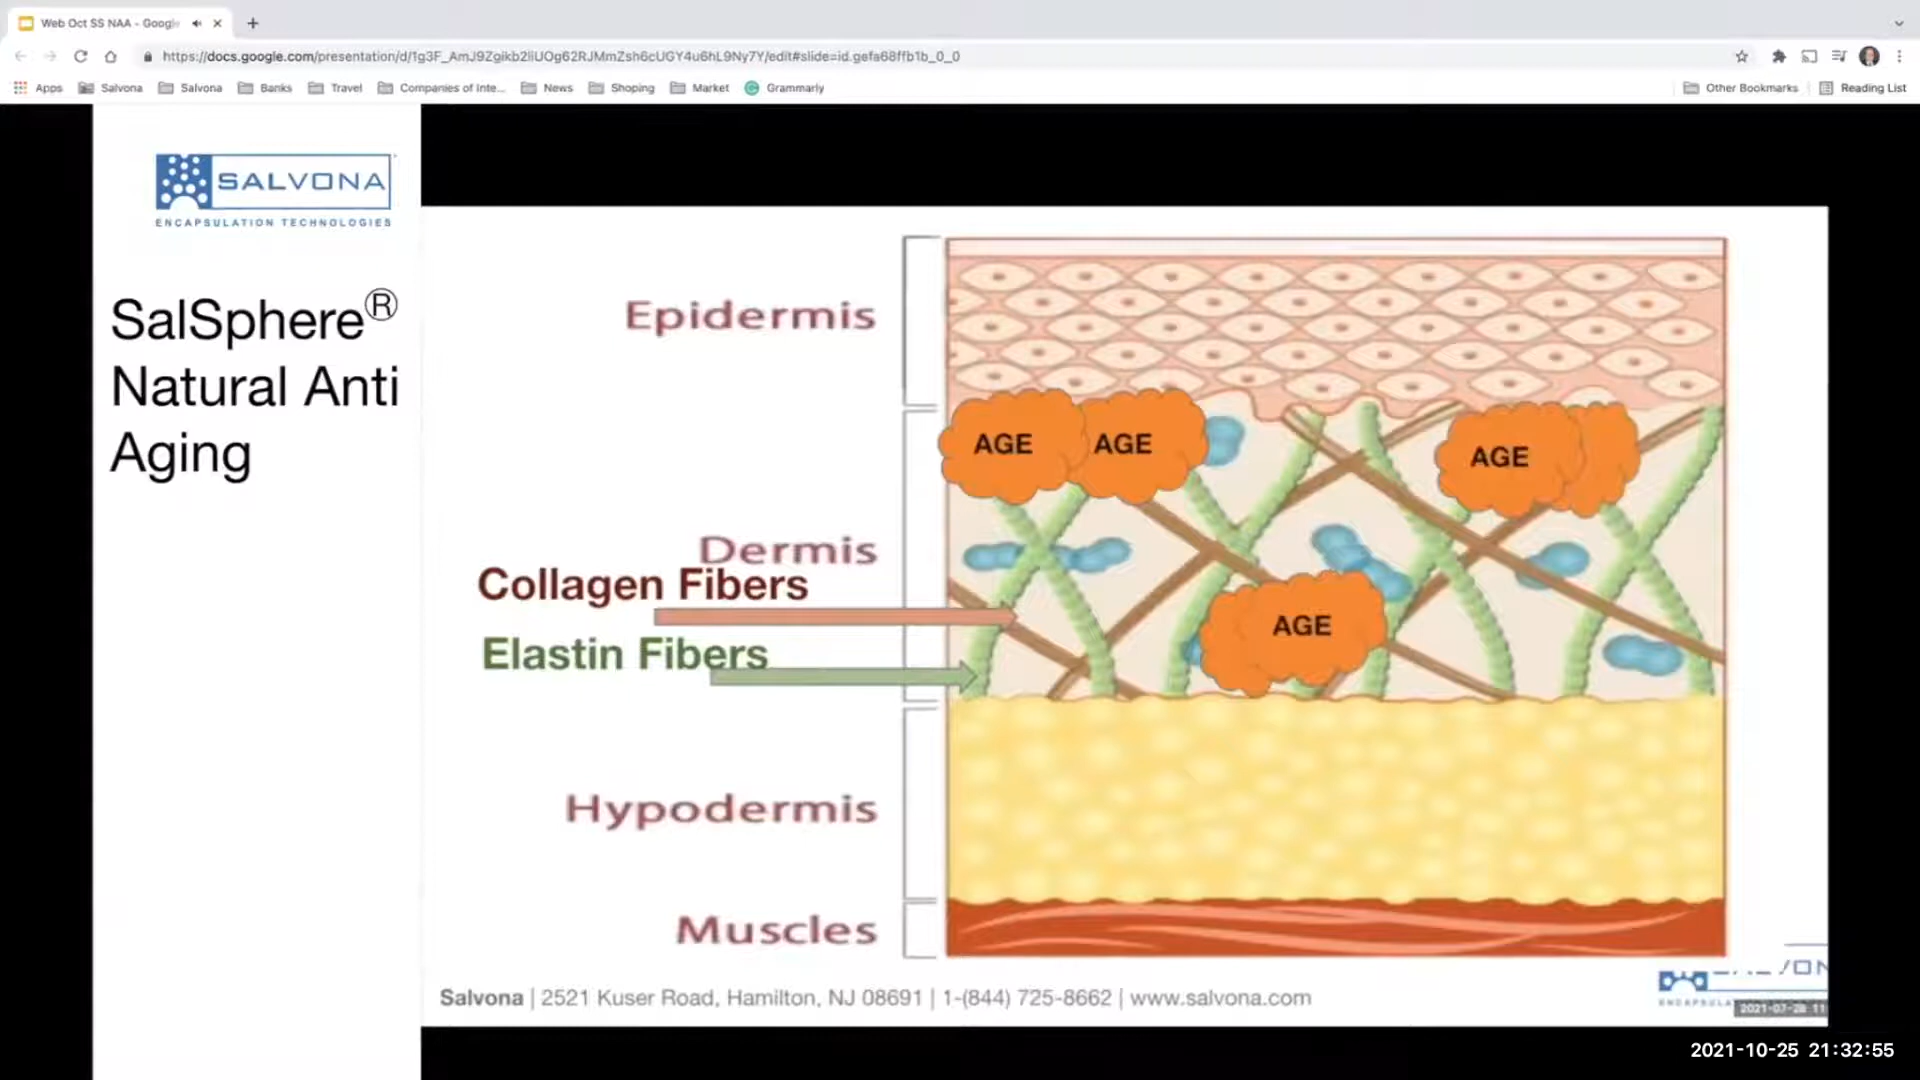 Web Oct SS NAA - Googl
https://docs.google.com/presentation/d/1g3F_AmJ9Zgikb2liUOg62RJMmZsh6cUGY4u6hL9Ny7Y/edit#slide=id.gefa68ffb1b_0_0
Apps Salvona Salvona Banks Travel Companies of Inte... News Shoping Market Grammarly Other Bookmarks Reading List
SALVONA
ENCAPSULATION TECHNOLOGIES
SalSphere®
Natural Anti
Aging
Epidermis
AGE AGE AGE
Dermis
Collagen Fibers
AGE
Elastin Fibers
Hypodermis
Muscles
Salvona | 2521 Kuser Road, Hamilton, NJ 08691 | 1-(844) 725-8662 | www.salvona.com
2021-07-28 11
2021-10-25 21:32:55